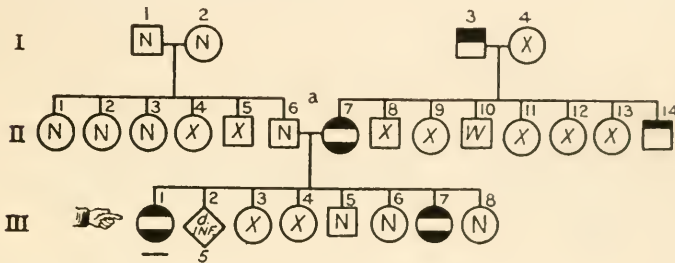 1 2 3 4
I N N X
a
1 2 3 4 5 6 7 8 9 10 11 12 13 14
II N N N X X N X X W X X X
1 2 3 4 5 6 7 8
III d. INF. X X N N N
5